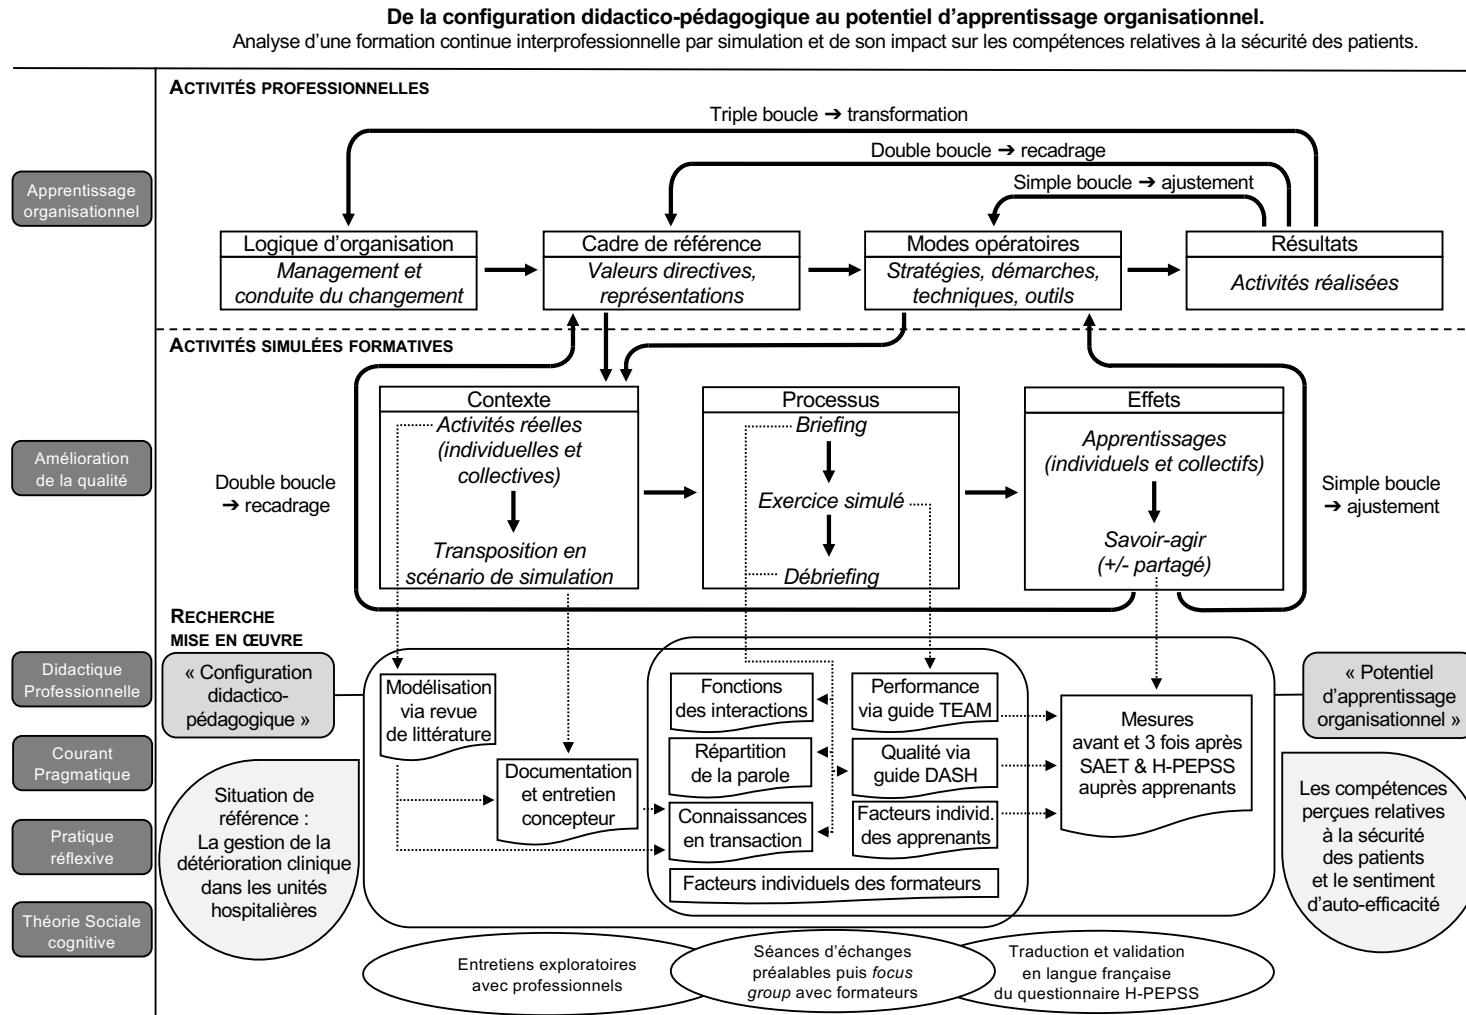 De la configuration didactico-pédagogique au potentiel d’apprentissage organisationnel.
Analyse d’une formation continue interprofessionnelle par simulation et de son impact sur les compétences relatives à la sécurité des patients.
ACTIVITÉS PROFESSIONNELLES
Triple boucle ➔ transformation
Double boucle ➔ recadrage
Simple boucle ➔ ajustement
Apprentissage
organisationnel
Logique d’organisation
Management et
conduite du changement
Cadre de référence
Valeurs directives,
représentations
Modes opératoires
Stratégies, démarches,
techniques, outils
Résultats
Activités réalisées
ACTIVITÉS SIMULÉES FORMATIVES
Amélioration
de la qualité
Double boucle
➔ recadrage
Contexte
Activités réelles
(individuelles et
collectives)
Transposition en
scénario de simulation
Processus
Briefing
Exercice simulé
Débriefing
Effets
Apprentissages
(individuels et collectifs)
Savoir-agir
(+/- partagé)
Simple boucle
➔ ajustement
RECHERCHE
MISE EN ŒUVRE
Didactique
Professionnelle
Courant
Pragmatique
Pratique
réflexive
Théorie Sociale
cognitive
« Configuration
didactico-
pédagogique »
Situation de
référence :
La gestion de la
détérioration clinique
dans les unités
hospitalières
Modélisation
via revue
de littérature
Documentation
et entretien
concepteur
Fonctions
des interactions
Répartition
de la parole
Connaissances
en transaction
Performance
via guide TEAM
Qualité via
guide DASH
Facteurs individ.
des apprenants
Facteurs individuels des formateurs
Mesures
avant et 3 fois après
SAET & H-PEPSS
auprès apprenants
« Potentiel
d’apprentissage
organisationnel »
Les compétences
perçues relatives
à la sécurité
des patients
et le sentiment
d’auto-efficacité
Entretiens exploratoires
avec professionnels
Séances d’échanges
préalables puis focus
group avec formateurs
Traduction et validation
en langue française
du questionnaire H-PEPSS